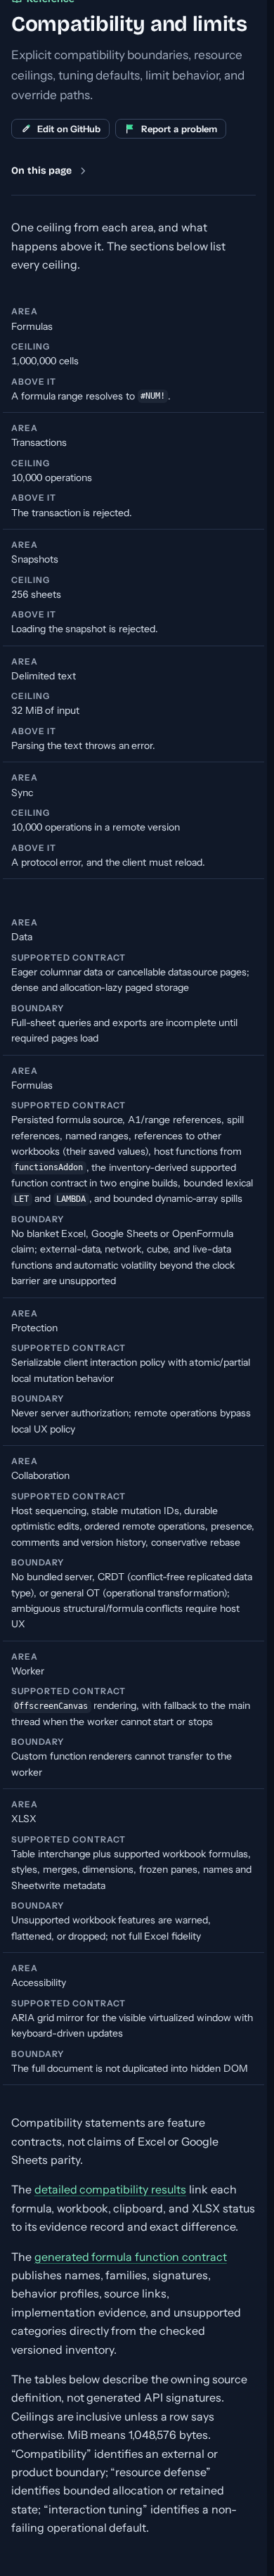 Reference
Compatibility and limits
Explicit compatibility boundaries, resource
ceilings, tuning defaults, limit behavior, and
override paths.
Edit on GitHub
Report a problem
On this page
One ceiling from each area, and what
happens above it. The sections below list
every ceiling.
AREA
Formulas
CEILING
1,000,000 cells
ABOVE IT
A formula range resolves to #NUM! .
AREA
Transactions
CEILING
10,000 operations
ABOVE IT
The transaction is rejected.
AREA
Snapshots
CEILING
256 sheets
ABOVE IT
Loading the snapshot is rejected.
AREA
Delimited text
CEILING
32 MiB of input
ABOVE IT
Parsing the text throws an error.
AREA
Sync
CEILING
10,000 operations in a remote version
ABOVE IT
A protocol error, and the client must reload.
AREA
Data
SUPPORTED CONTRACT
Eager columnar data or cancellable datasource pages;
dense and allocation-lazy paged storage
BOUNDARY
Full-sheet queries and exports are incomplete until
required pages load
AREA
Formulas
SUPPORTED CONTRACT
Persisted formula source, A1/range references, spill
references, named ranges, references to other
workbooks (their saved values), host functions from
functionsAddon , the inventory-derived supported
function contract in two engine builds, bounded lexical
LET and LAMBDA , and bounded dynamic-array spills
BOUNDARY
No blanket Excel, Google Sheets or OpenFormula
claim; external-data, network, cube, and live-data
functions and automatic volatility beyond the clock
barrier are unsupported
AREA
Protection
SUPPORTED CONTRACT
Serializable client interaction policy with atomic/partial
local mutation behavior
BOUNDARY
Never server authorization; remote operations bypass
local UX policy
AREA
Collaboration
SUPPORTED CONTRACT
Host sequencing, stable mutation IDs, durable
optimistic edits, ordered remote operations, presence,
comments and version history, conservative rebase
BOUNDARY
No bundled server, CRDT (conflict-free replicated data
type), or general OT (operational transformation);
ambiguous structural/formula conflicts require host
UX
AREA
Worker
SUPPORTED CONTRACT
OffscreenCanvas rendering, with fallback to the main
thread when the worker cannot start or stops
BOUNDARY
Custom function renderers cannot transfer to the
worker
AREA
XLSX
SUPPORTED CONTRACT
Table interchange plus supported workbook formulas,
styles, merges, dimensions, frozen panes, names and
Sheetwrite metadata
BOUNDARY
Unsupported workbook features are warned,
flattened, or dropped; not full Excel fidelity
AREA
Accessibility
SUPPORTED CONTRACT
ARIA grid mirror for the visible virtualized window with
keyboard-driven updates
BOUNDARY
The full document is not duplicated into hidden DOM
Compatibility statements are feature
contracts, not claims of Excel or Google
Sheets parity.
The detailed compatibility results link each
formula, workbook, clipboard, and XLSX status
to its evidence record and exact difference.
The generated formula function contract
publishes names, families, signatures,
behavior profiles, source links,
implementation evidence, and unsupported
categories directly from the checked
versioned inventory.
The tables below describe the owning source
definition, not generated API signatures.
Ceilings are inclusive unless a row says
otherwise. MiB means 1,048,576 bytes.
“Compatibility” identifies an external or
product boundary; “resource defense”
identifies bounded allocation or retained
state; “interaction tuning” identifies a non-
failing operational default.